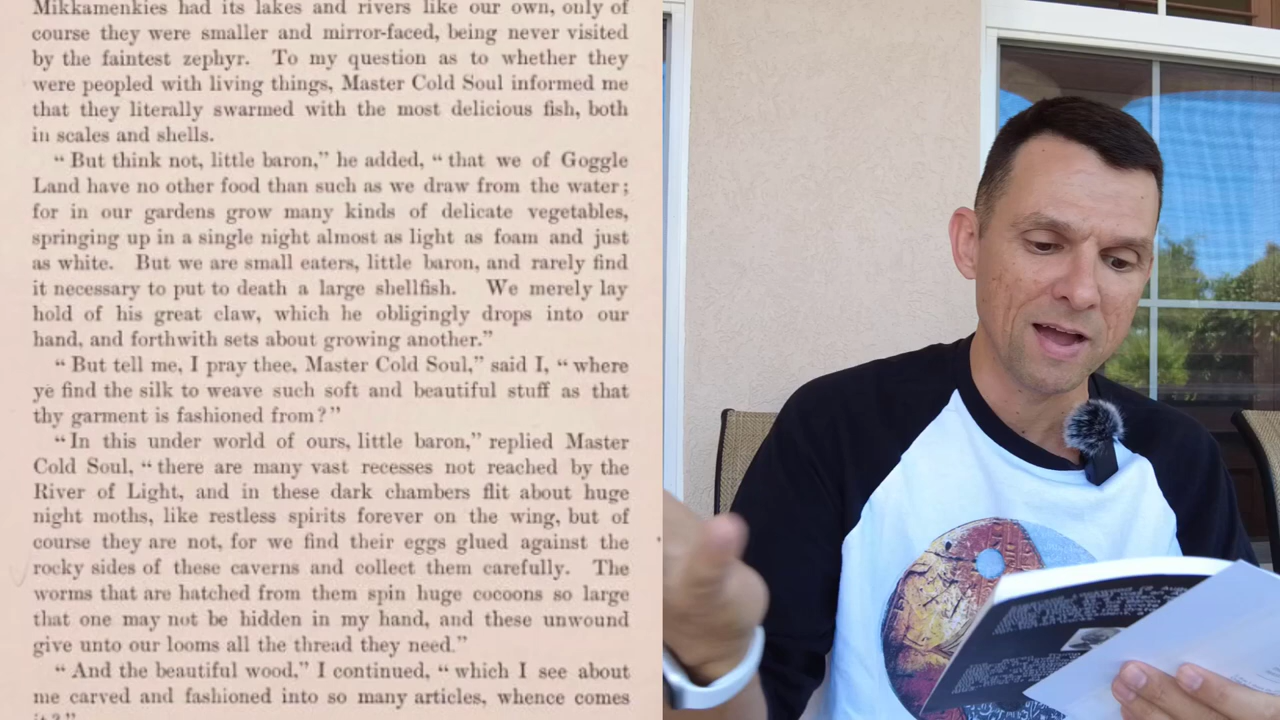 Mikkamenkies had its lakes and rivers like our own, only of
course they were smaller and mirror-faced, being never visited
by the faintest zephyr. To my question as to whether they
were peopled with living things, Master Cold Soul informed me
that they literally swarmed with the most delicious fish, both
in scales and shells.
“ But think not, little baron,” he added, “ that we of Goggle
Land have no other food than such as we draw from the water;
for in our gardens grow many kinds of delicate vegetables,
springing up in a single night almost as light as foam and just
as white. But we are small eaters, little baron, and rarely find
it necessary to put to death a large shellfish. We merely lay
hold of his great claw, which he obligingly drops into our
hand, and forthwith sets about growing another.”
“ But tell me, I pray thee, Master Cold Soul,” said I, “ where
ye find the silk to weave such soft and beautiful stuff as that
thy garment is fashioned from?”
“ In this under world of ours, little baron,” replied Master
Cold Soul, “ there are many vast recesses not reached by the
River of Light, and in these dark chambers flit about huge
night moths, like restless spirits forever on the wing, but of
course they are not, for we find their eggs glued against the
rocky sides of these caverns and collect them carefully. The
worms that are hatched from them spin huge cocoons so large
that one may not be hidden in my hand, and these unwound
give unto our looms all the thread they need.”
“ And the beautiful wood,” I continued, “ which I see about
me carved and fashioned into so many articles, whence comes
it?”